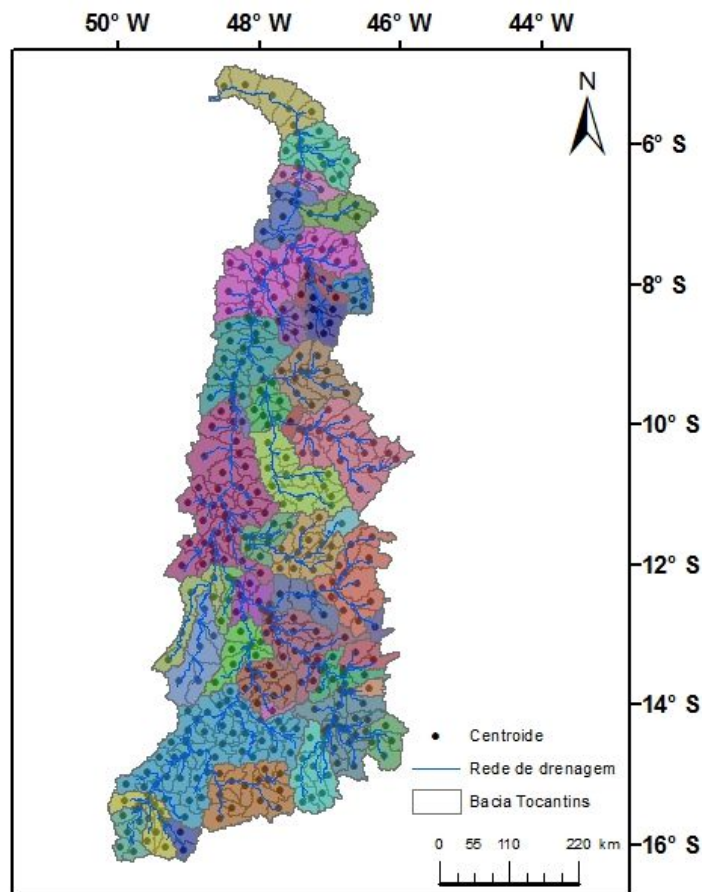 50° W 48° W 46° W 44° W
N
6° S
8° S
10° S
12° S
14° S
Centroide
Rede de drenagem
Bacia Tocantins
16° S
0 55 110 220 km